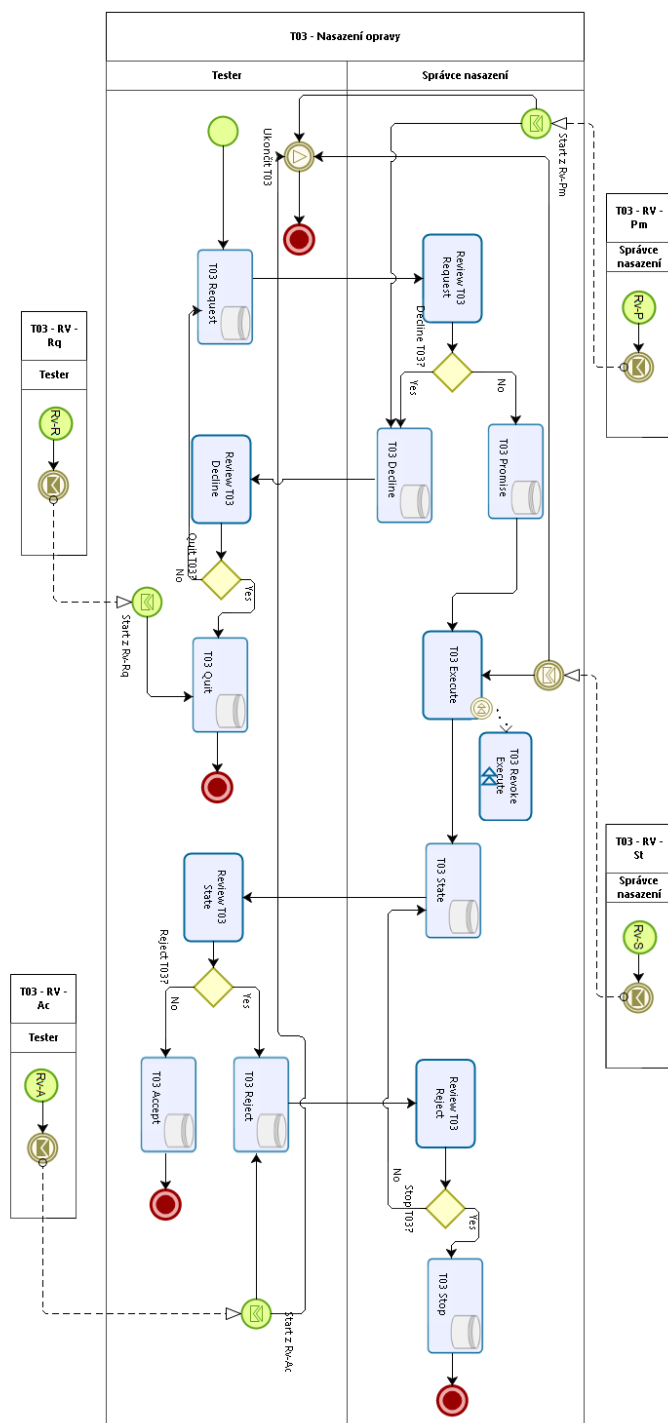 T03 - Nasazení opravy
Tester
Správce nasazení
Start z Rv-Pm
Ukončit T03
T03 - RV -
Pm
Správce
nasazení
Rv-P
T03 Request
Review T03
Request
Decline T03?
Yes
No
T03 - RV -
Rq
Tester
Rv-R
Review T03
Decline
T03 Decline
T03 Promise
Quit T03?
No
Yes
Start z Rv-Rq
T03 Quit
T03 Execute
T03 Revoke
Execute
T03 - RV -
St
Správce
nasazení
Rv-S
Review T03
State
T03 State
Reject T03?
No
Yes
T03 - RV -
Ac
Tester
Rv-A
T03 Accept
T03 Reject
Review T03
Reject
Stop T03?
No
Yes
T03 Stop
Start z Rv-Ac